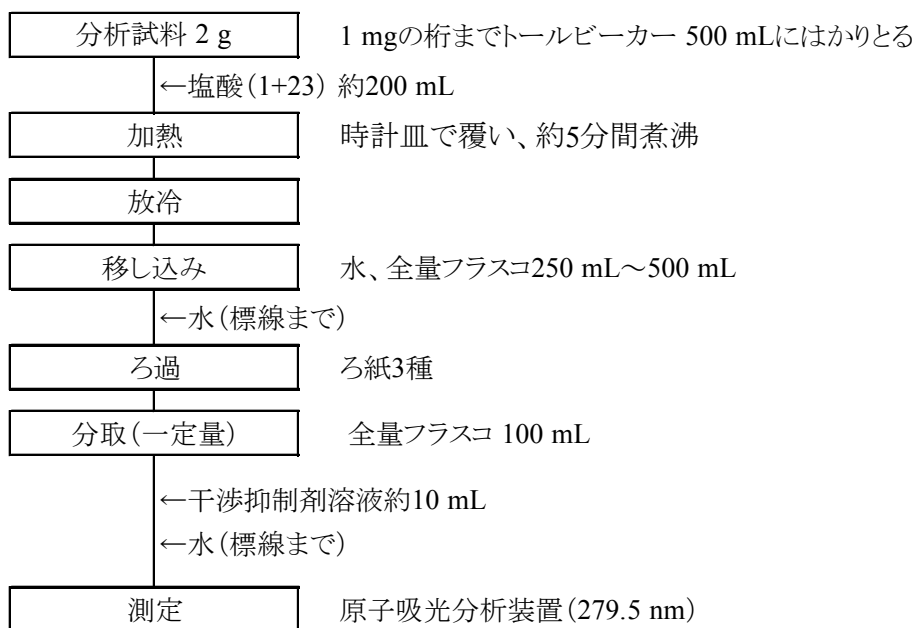 分析試料 2 g 1 mgの桁までトールビーカー 500 mLにはかりとる
←塩酸(1+23) 約200 mL
加熱 時計皿で覆い、約5分間煮沸
放冷
移し込み 水、全量フラスコ250 mL~500 mL
←水(標線まで)
ろ過 ろ紙3種
分取(一定量) 全量フラスコ 100 mL
←干渉抑制剤溶液約10 mL
←水(標線まで)
測定 原子吸光分析装置(279.5 nm)